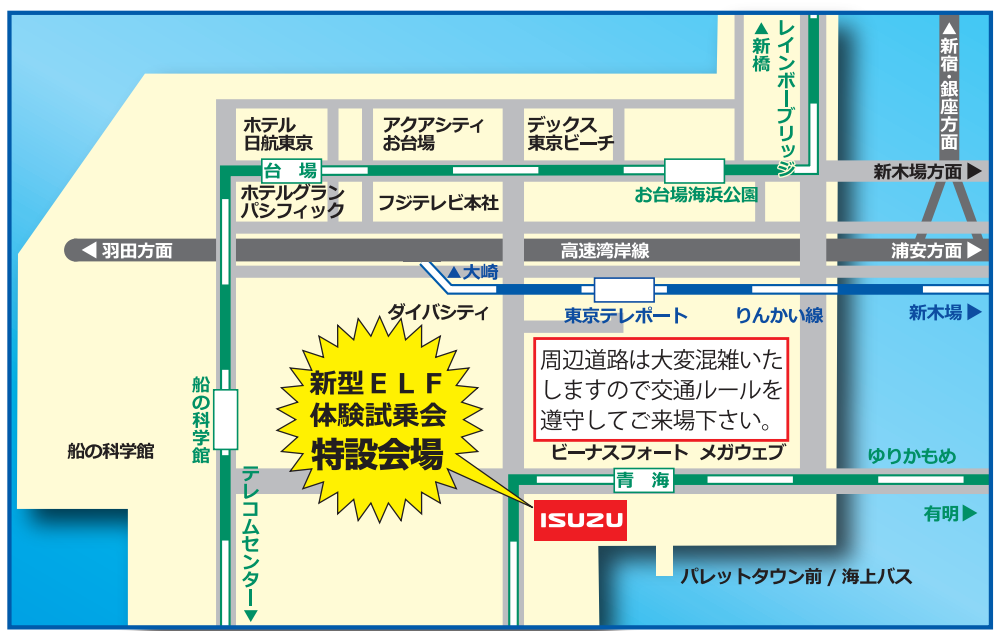 ▲新橋
レインボーブリッジ
▲新宿・銀座方面
ホテル
日航東京
アクアシティ
お台場
デックス
東京ビーチ
台場
お台場海浜公園
新木場方面▶
ホテルグラン
パシフィック
フジテレビ本社
◀羽田方面
高速湾岸線
浦安方面▶
▲大崎
ダイバシティ
東京テレポート
りんかい線
新木場▶
新型ELF
体験試乗会
特設会場
周辺道路は大変混雑いた
しますので交通ルールを
遵守してご来場下さい。
船の科学館
船の科学館
ビーナスフォート
メガウェブ
ゆりかもめ
テレコムセンター▼
青海
ISUZU
有明▶
パレットタウン前 / 海上バス